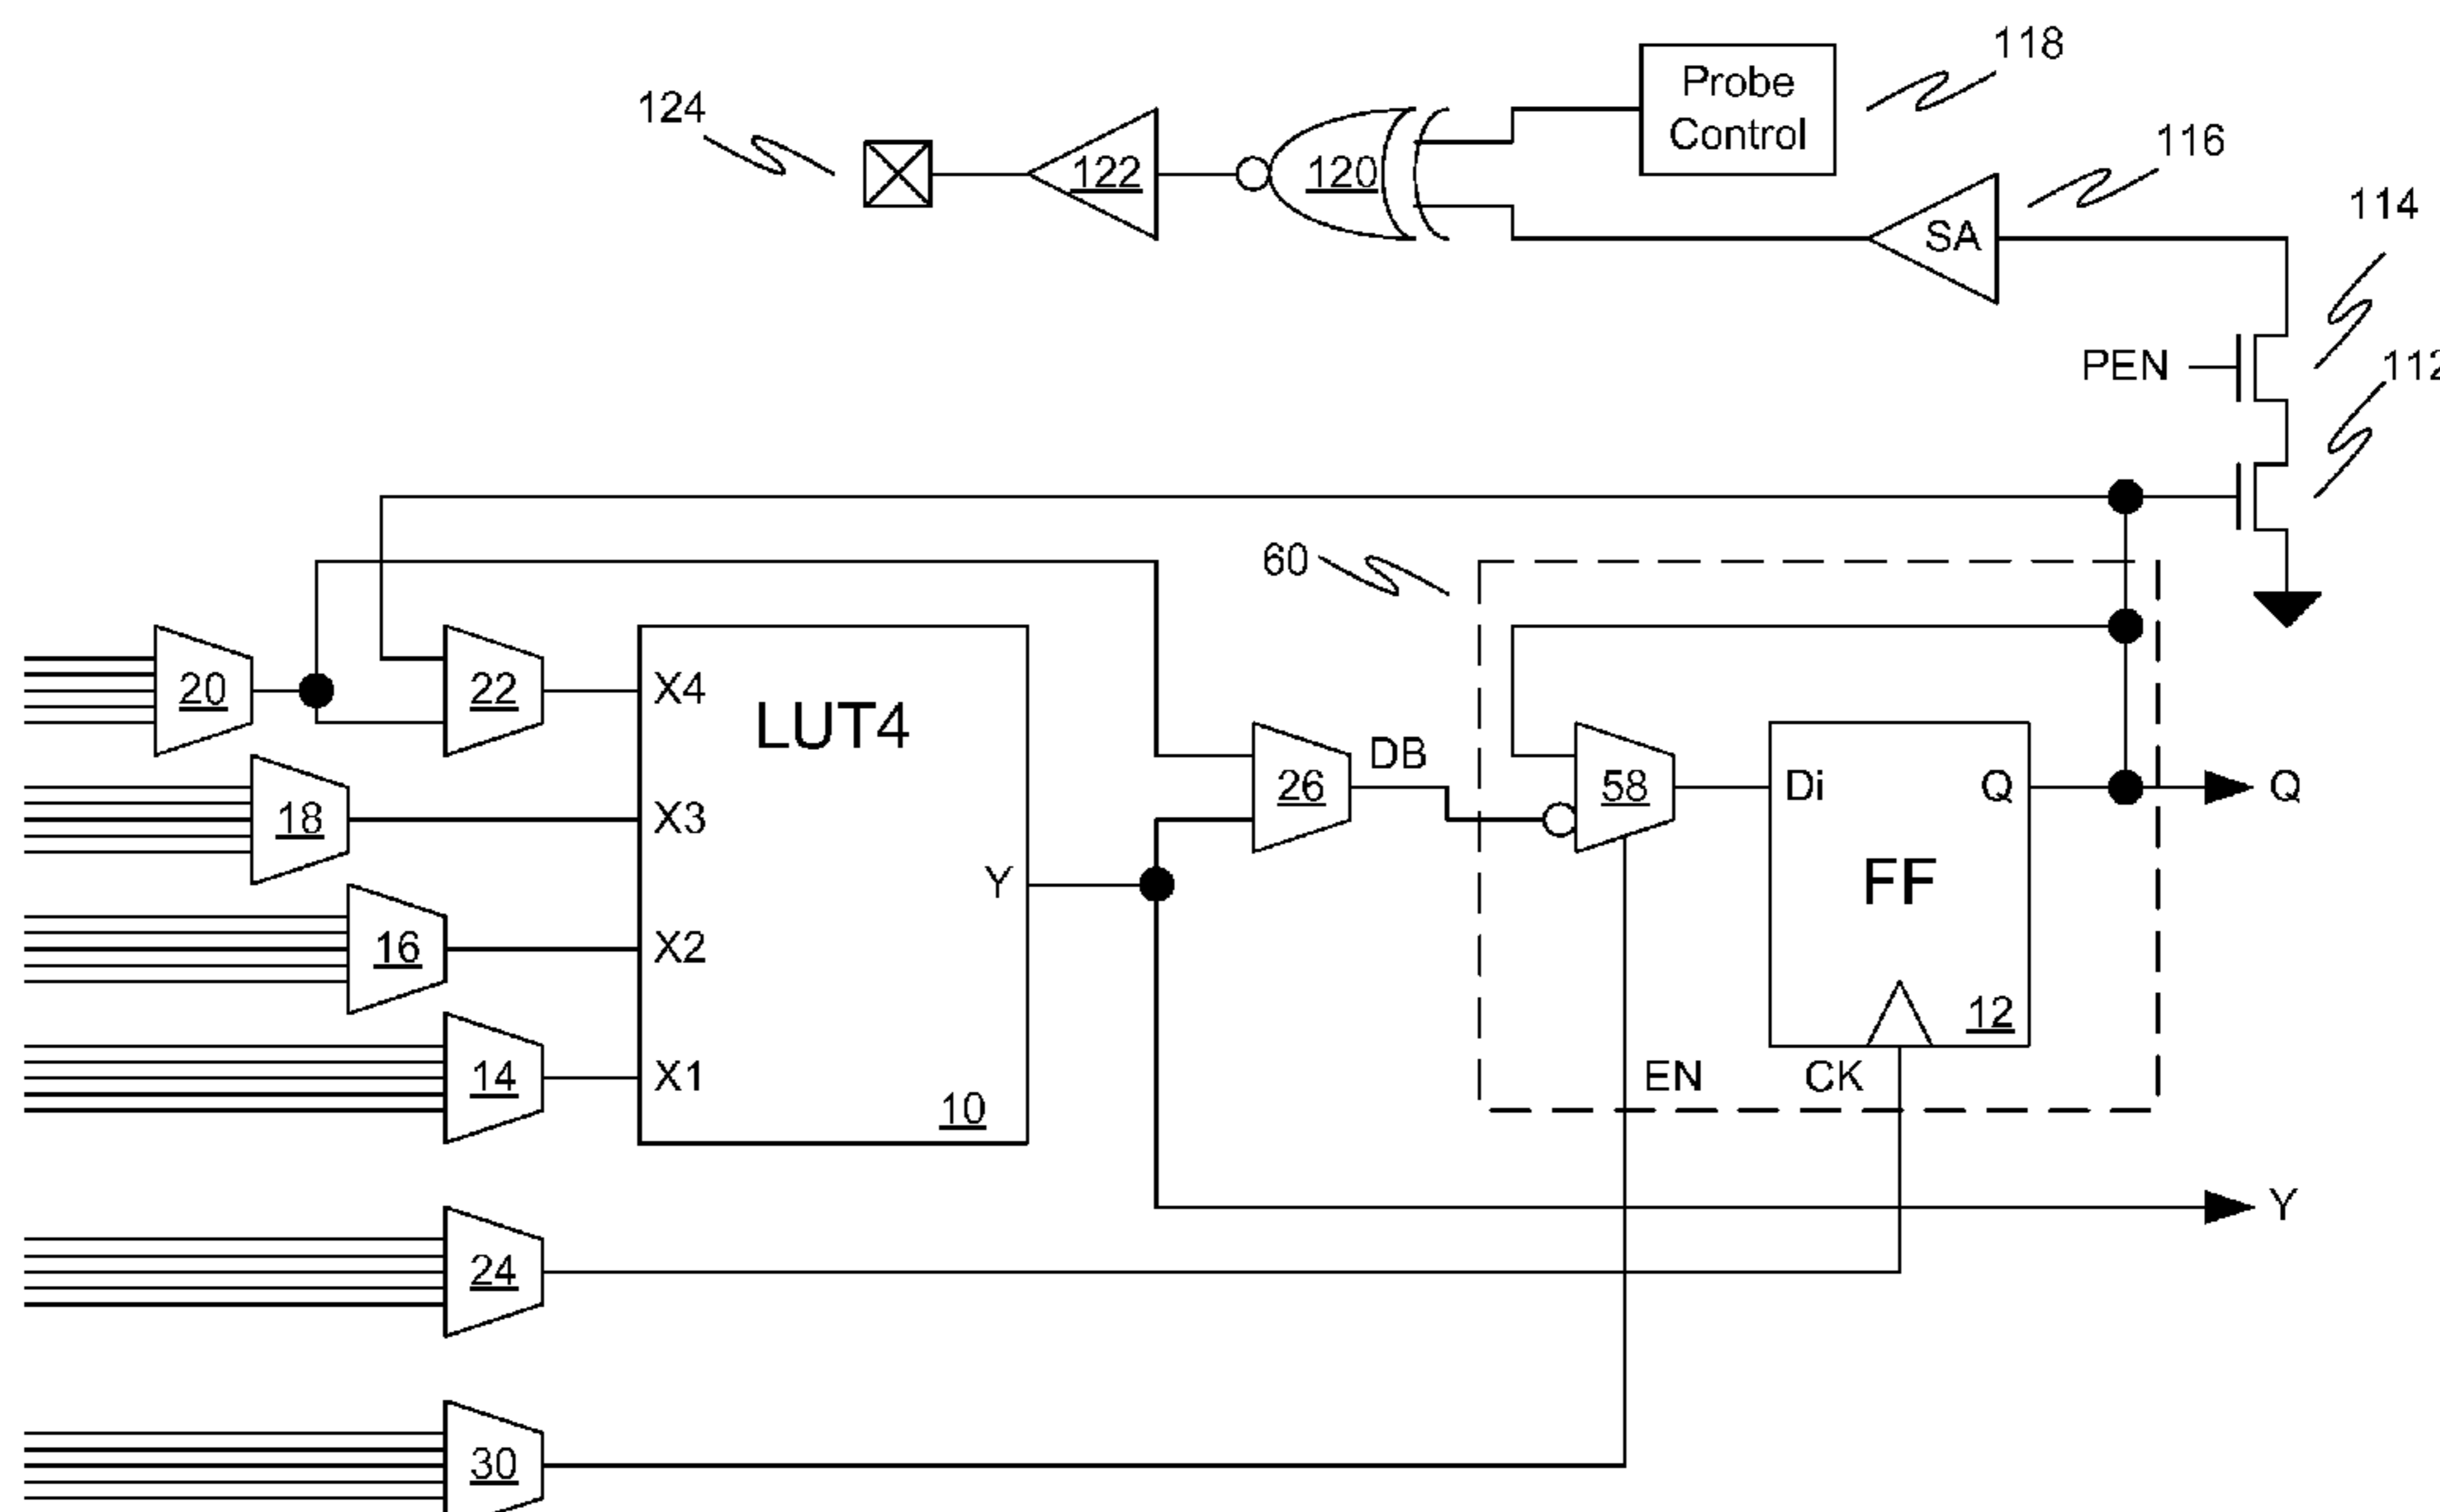 118
Probe
Control
124
116
122
120
114
SA
PEN
112
60
20
22
X4
LUT4
DB
26
58
Di
Q
Q
18
X3
Y
FF
16
X2
12
14
X1
10
EN
CK
Y
24
30